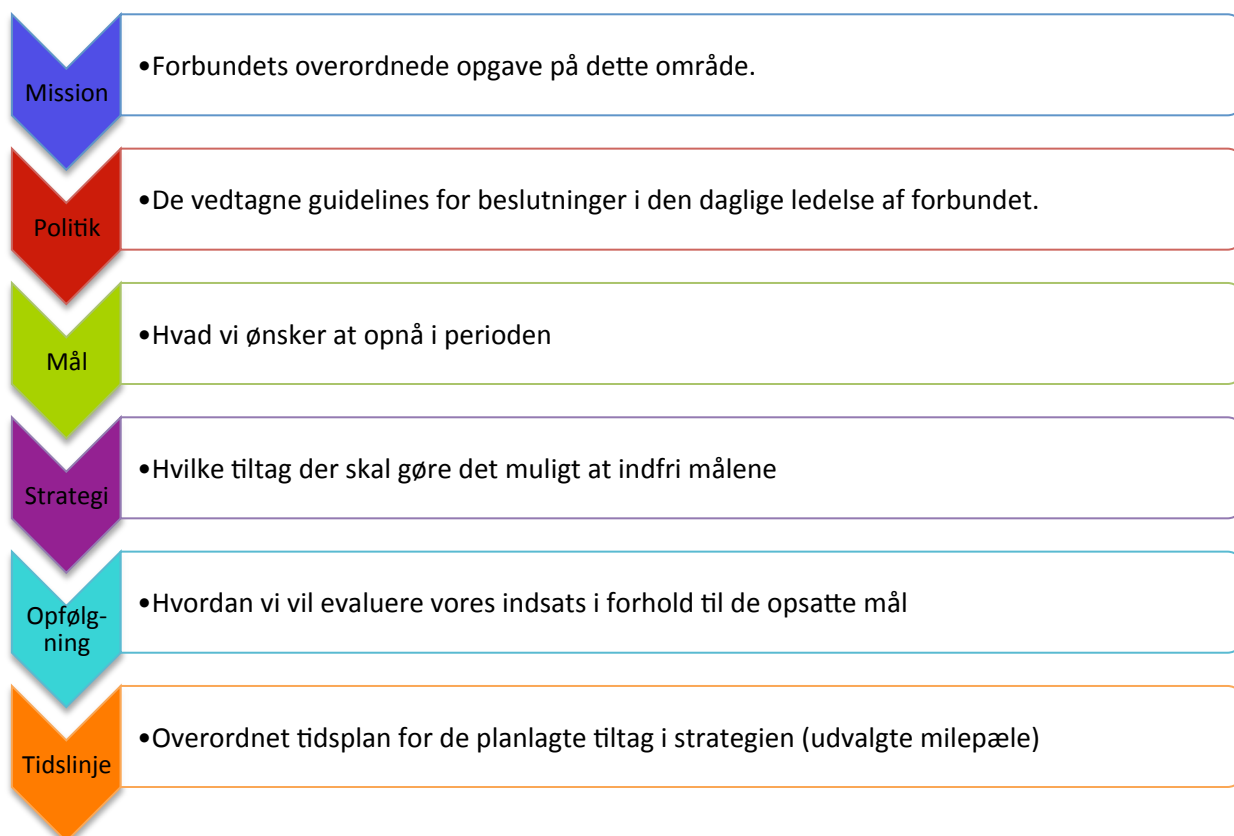 Mission
•Forbundets overordnede opgave på dette område.
Politik
•De vedtagne guidelines for beslutninger i den daglige ledelse af forbundet.
Mål
•Hvad vi ønsker at opnå i perioden
Strategi
•Hvilke tiltag der skal gøre det muligt at indfri målene
Opfølg-
ning
•Hvordan vi vil evaluere vores indsats i forhold til de opsatte mål
Tidslinje
•Overordnet tidsplan for de planlagte tiltag i strategien (udvalgte milepæle)